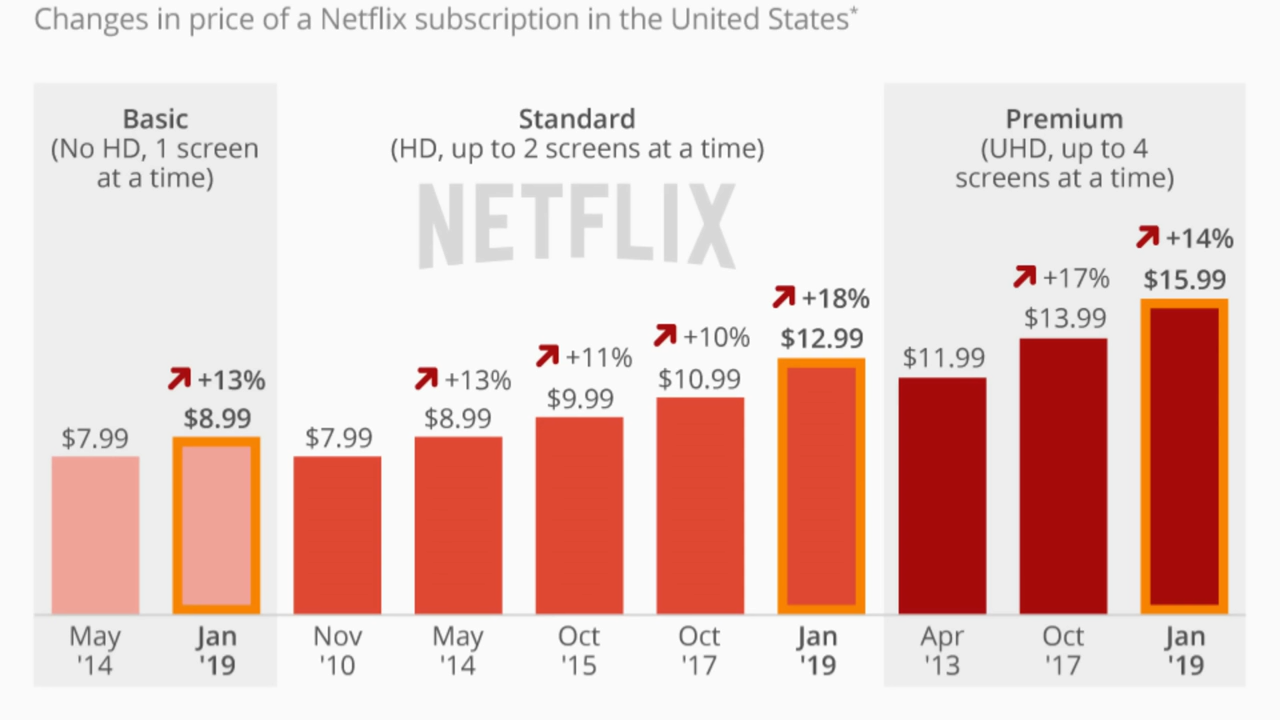 Changes in price of a Netflix subscription in the United States*
Basic
(No HD, 1 screen
at a time)
Standard
(HD, up to 2 screens at a time)
NETFLIX
Premium
(UHD, up to 4
screens at a time)
$7.99
+13%
$8.99
$7.99
+13%
$8.99
+11%
$9.99
+10%
$10.99
+18%
$12.99
$11.99
+17%
$13.99
+14%
$15.99
May
'14
Jan
'19
Nov
'10
May
'14
Oct
'15
Oct
'17
Jan
'19
Apr
'13
Oct
'17
Jan
'19